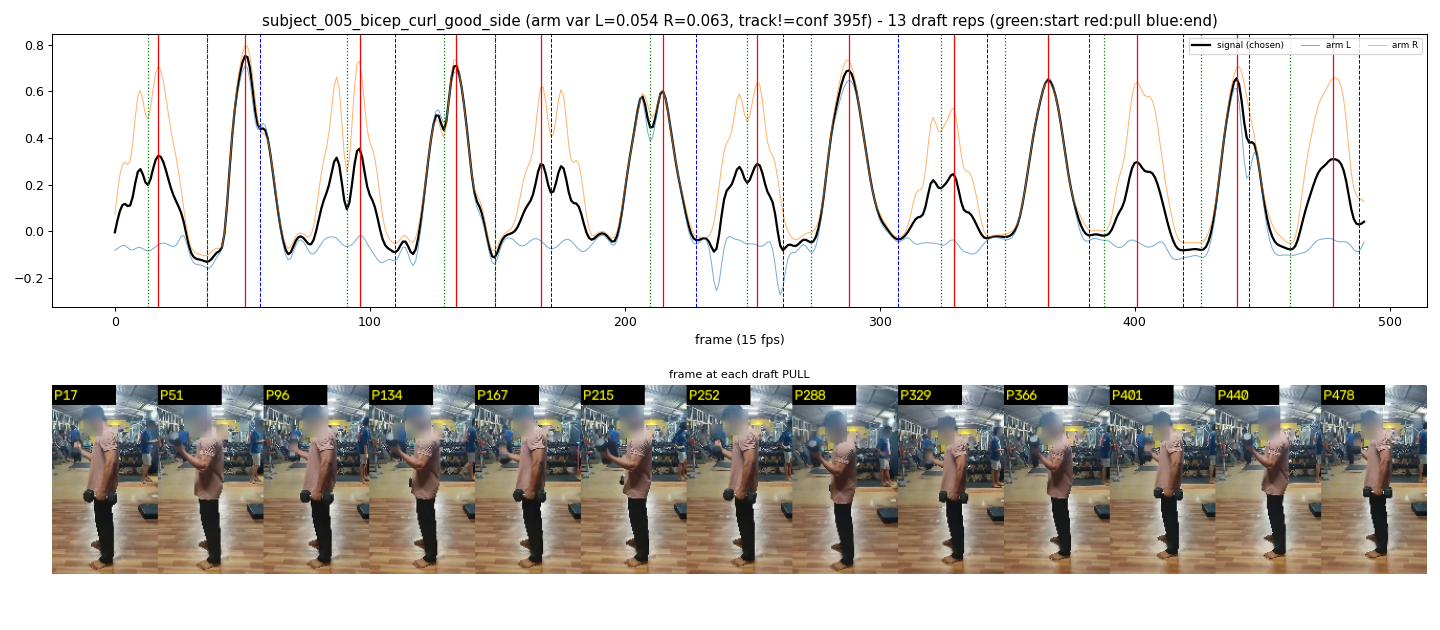 subject_005_bicep_curl_good_side (arm var L=0.054 R=0.063, track!=conf 395f) - 13 draft reps (green:start red:pull blue:end)
signal (chosen) arm L arm R
0.8
0.6
0.4
0.2
0.0
−0.2
0 100 200 300 400 500
frame (15 fps)
frame at each draft PULL
P17 P51 P96 P134 P167 P215 P252 P288 P329 P366 P401 P440 P478